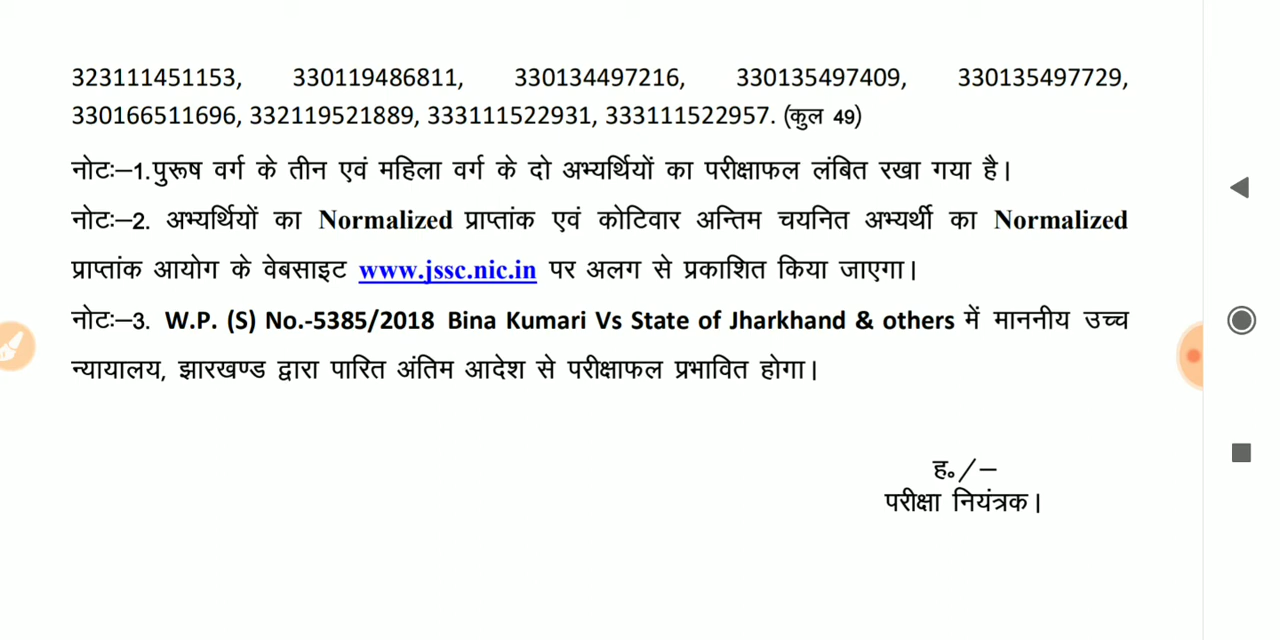 323111451153, 330119486811, 330134497216, 330135497409, 330135497729,
330166511696, 332119521889, 333111522931, 333111522957. (कुल 49)
नोटः–1.पुरूष वर्ग के तीन एवं महिला वर्ग के दो अभ्यर्थियों का परीक्षाफल लंबित रखा गया है।
नोटः–2. अभ्यर्थियों का Normalized प्राप्तांक एवं कोटिवार अन्तिम चयनित अभ्यर्थी का Normalized
प्राप्तांक आयोग के वेबसाइट www.jssc.nic.in पर अलग से प्रकाशित किया जाएगा।
नोटः–3. W.P. (S) No.-5385/2018 Bina Kumari Vs State of Jharkhand & others में माननीय उच्च
न्यायालय, झारखण्ड द्वारा पारित अंतिम आदेश से परीक्षाफल प्रभावित होगा।
ह०/–
परीक्षा नियंत्रक।